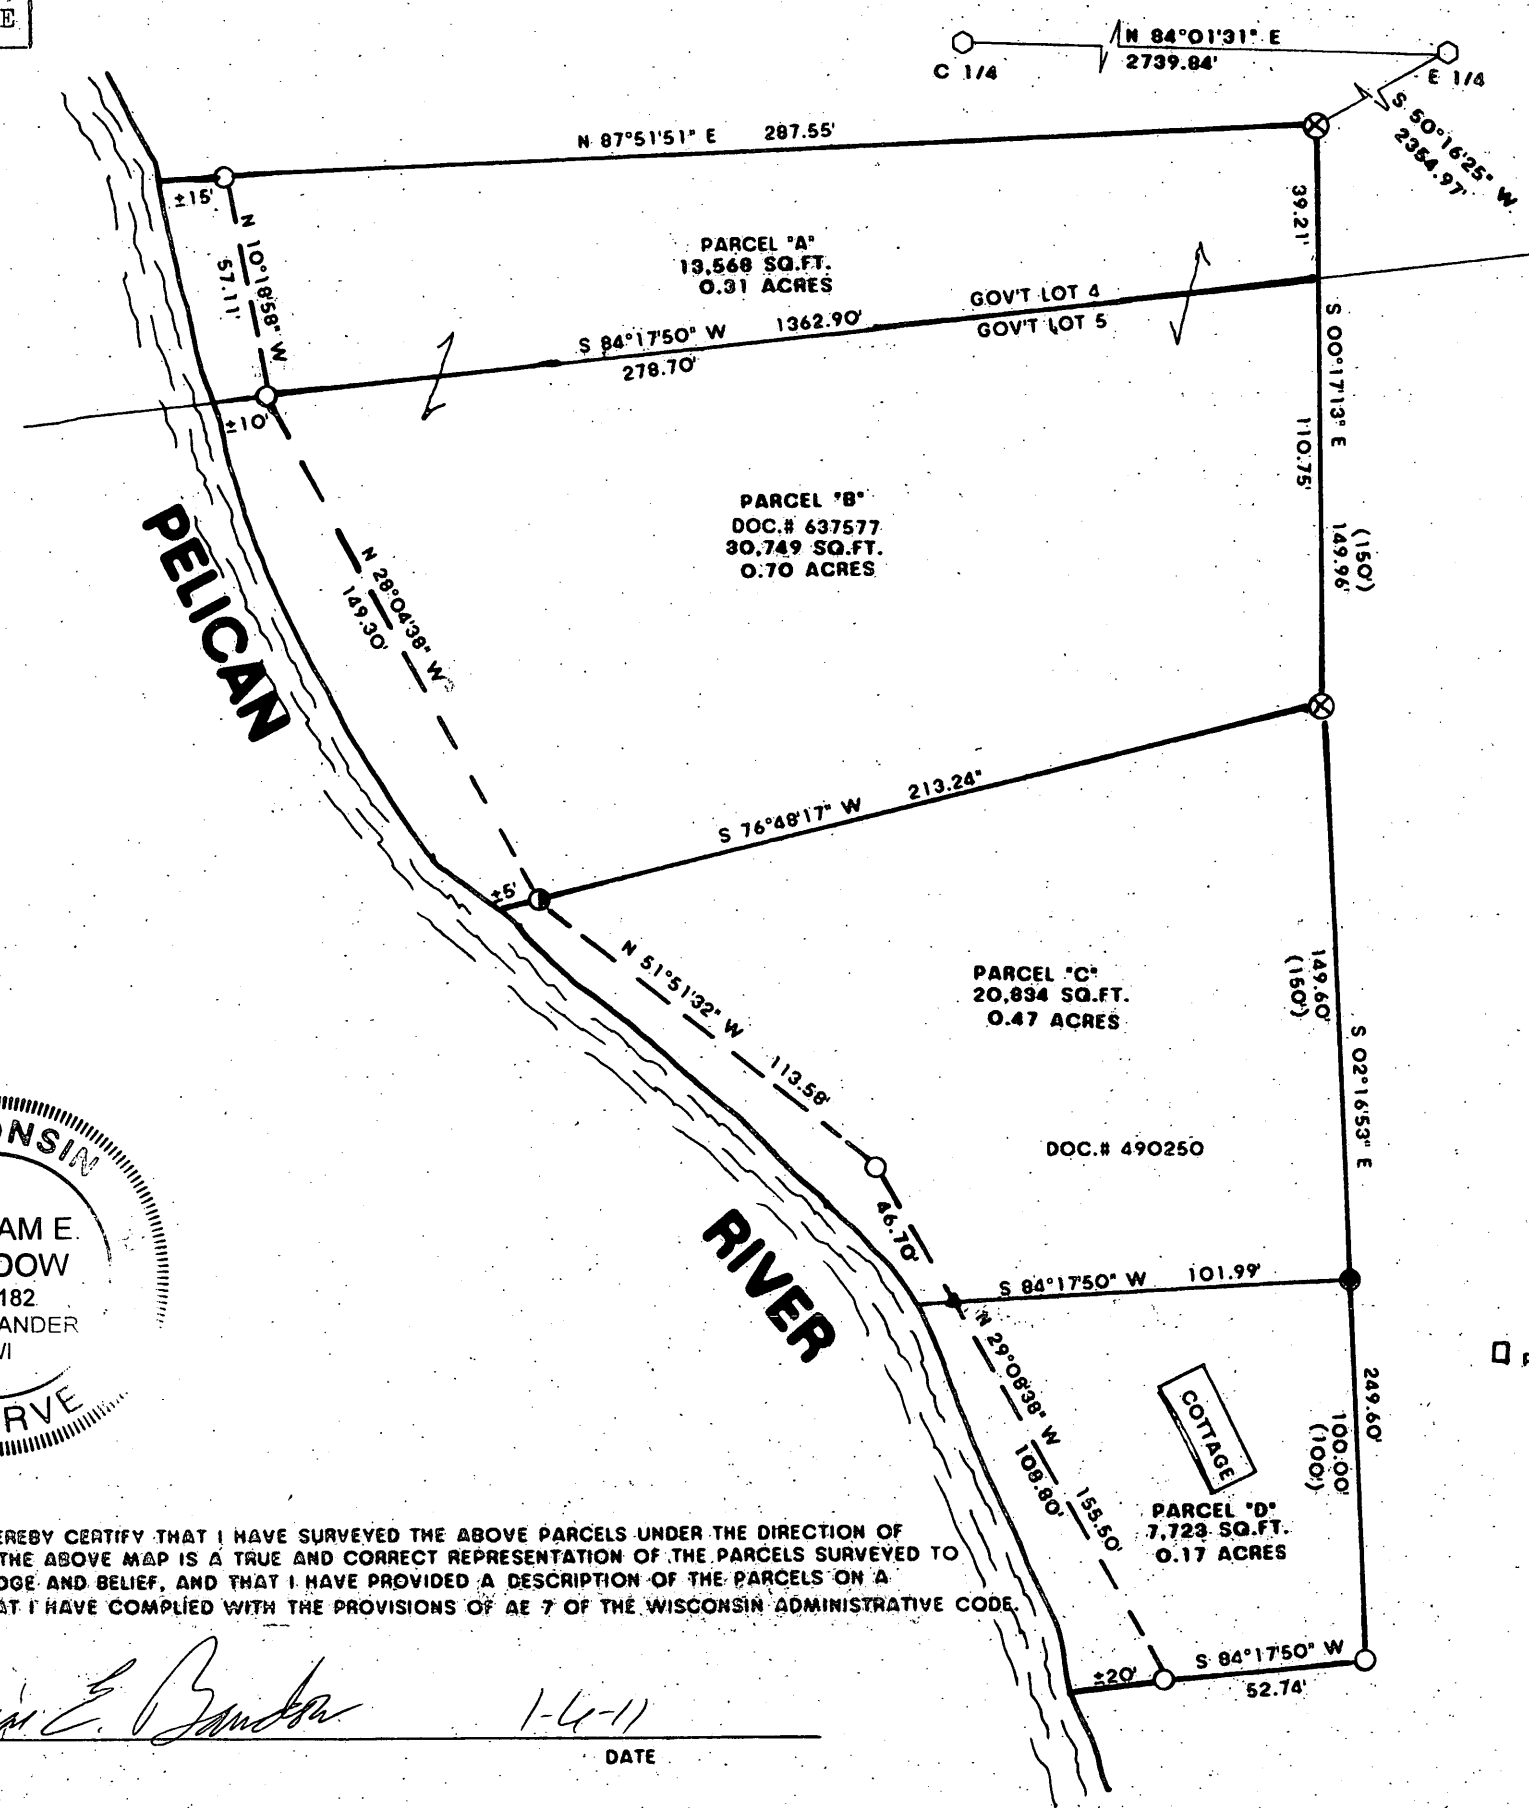 E
N 84°01'31" E
2739.84'
C 1/4
E 1/4
S 50°16'25" W
2354.97'
N 87°51'51" E 287.55'
±15'
N 10°18'58" W
57.11'
39.21'
PARCEL "A"
13,568 SQ.FT.
0.31 ACRES
GOV'T LOT 4
S 84°17'50" W 1362.90'
GOV'T LOT 5
278.70'
±10'
S 00°17'13" E
110.75'
(150')
149.96'
PARCEL "B"
DOC.# 637577
30,749 SQ.FT.
0.70 ACRES
N 28°04'38" W
149.30'
PELICAN
S 76°48'17" W 213.24"
±5'
N 51°51'32" W 113.58'
PARCEL "C"
20,834 SQ.FT.
0.47 ACRES
149.60'
(150')
S 02°16'53" E
DOC.# 490250
46.70'
RIVER
S 84°17'50" W 101.99'
N 29°08'38" W 155.50'
108.80'
249.60'
100.00'
(100')
COTTAGE
PARCEL "D"
7,723 SQ.FT.
0.17 ACRES
±20'
S 84°17'50" W
52.74'
ONSIN
AM E.
DOW
182
ANDER
WI
RVE
EREBY CERTIFY THAT I HAVE SURVEYED THE ABOVE PARCELS UNDER THE DIRECTION OF
THE ABOVE MAP IS A TRUE AND CORRECT REPRESENTATION OF THE PARCELS SURVEYED TO
DGE AND BELIEF, AND THAT I HAVE PROVIDED A DESCRIPTION OF THE PARCELS ON A
AT I HAVE COMPLIED WITH THE PROVISIONS OF AE 7 OF THE WISCONSIN ADMINISTRATIVE CODE.
E.
DATE